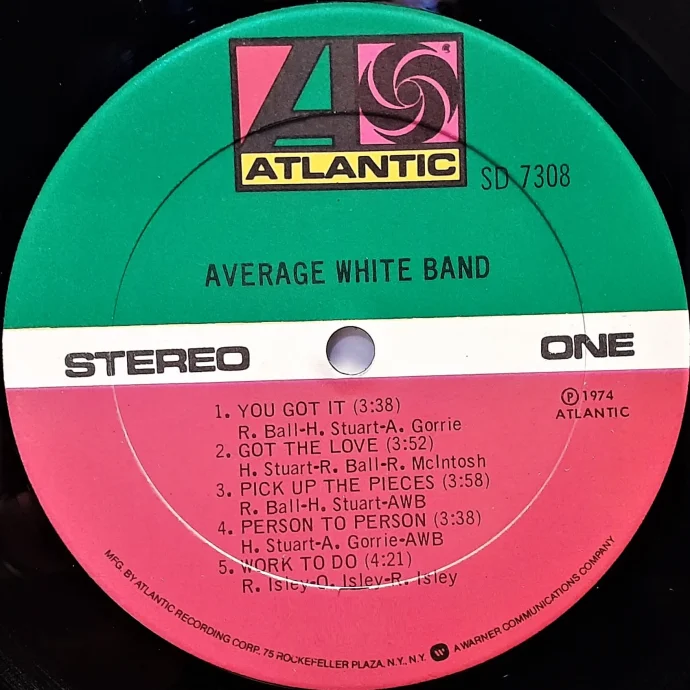 ATLANTIC
SD 7308
AVERAGE WHITE BAND
STEREO
ONE
1. YOU GOT IT (3:38)
R. Ball-H. Stuart-A. Gorrie
2. GOT THE LOVE (3:52)
H. Stuart-R. Ball-R. McIntosh
3. PICK UP THE PIECES (3:58)
R. Ball-H. Stuart-AWB
4. PERSON TO PERSON (3:38)
H. Stuart-A. Gorrie-AWB
5. WORK TO DO (4:21)
R. Isley-O. Isley-R. Isley
Ⓟ 1974
ATLANTIC
MFG. BY ATLANTIC RECORDING CORP. 75 ROCKEFELLER PLAZA, N.Y., N.Y. A WARNER COMMUNICATIONS COMPANY